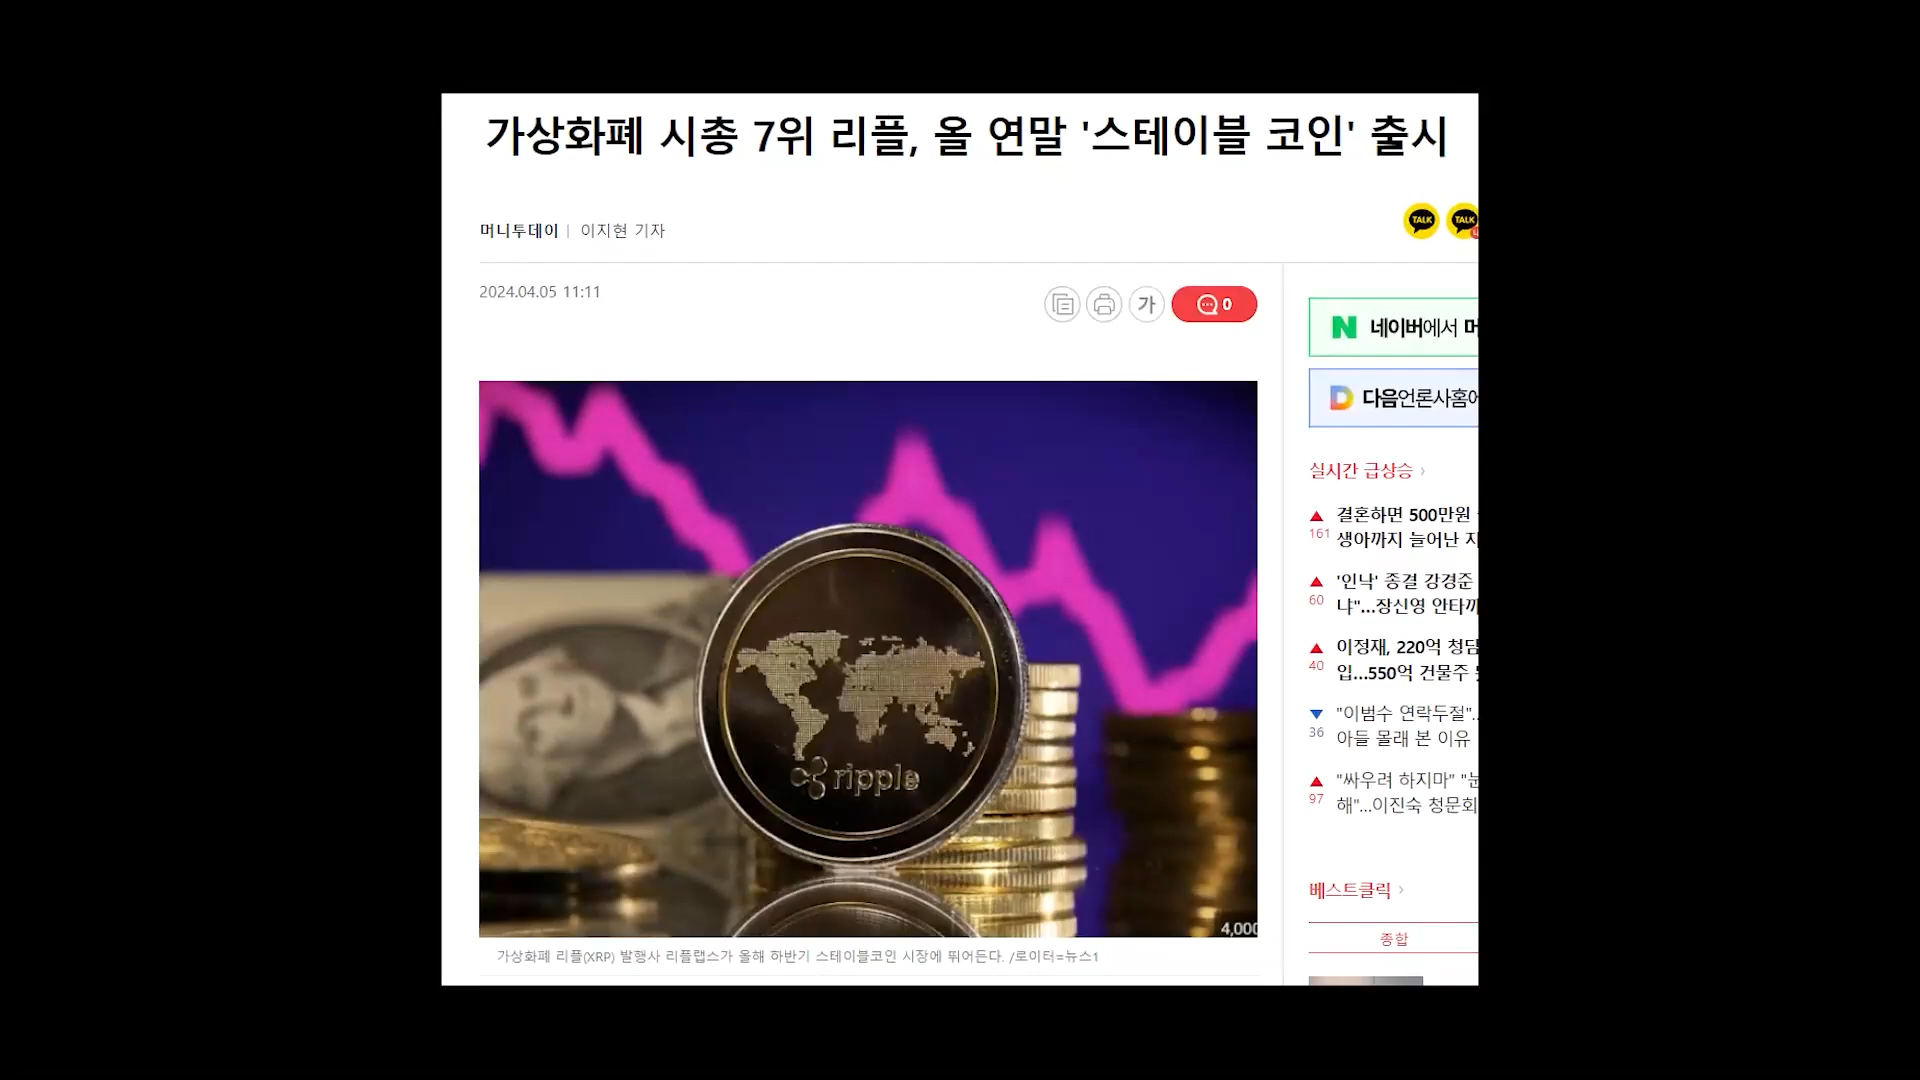 가상화폐 시총 7위 리플, 올 연말 '스테이블 코인' 출시
TALK
TALK
머니투데이 | 이지현 기자
2024.04.05 11:11
가
0
네이버에서
다음언론사홈에
실시간 급상승 ›
161
결혼하면 500만원
생아까지 늘어난
60
'인낙' 종결 강경준
냐"...장신영 안타까
40
이정재, 220억 청담
입...550억 건물주
36
"이범수 연락두절"..
아들 몰래 본 이유
97
"싸우려 하지마"
해"...이진숙 청문회
베스트클릭 ›
종합
ripple
4,000
가상화폐 리플(XRP) 발행사 리플랩스가 올해 하반기 스테이블코인 시장에 뛰어든다. /로이터=뉴스1